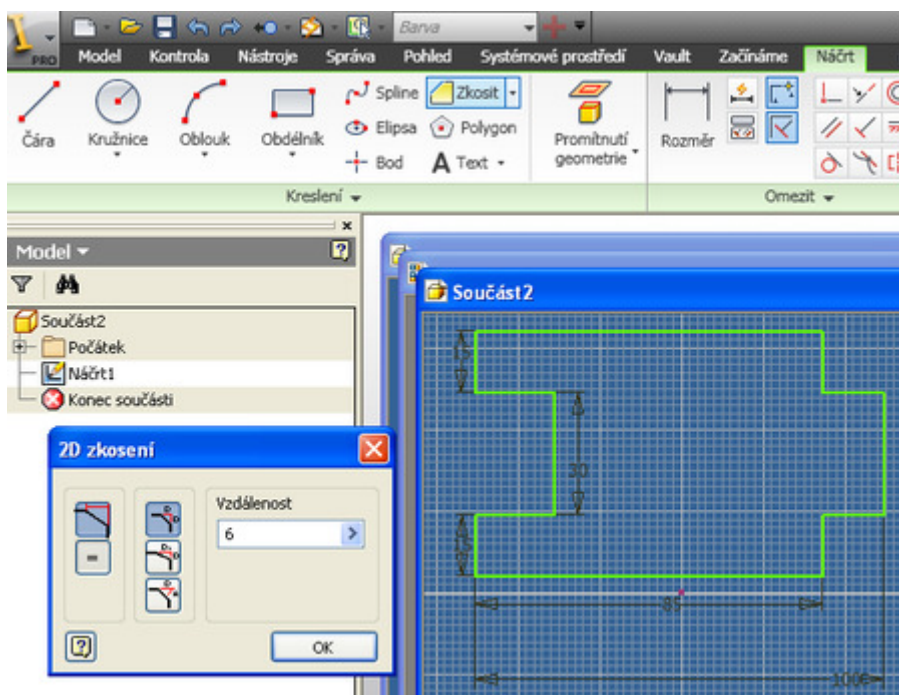 Barva
PRO Model Kontrola Nástroje Správa Pohled Systémové prostředí Vault Začínáme Náčrt
Čára Kružnice Oblouk Obdélník Spline Zkosit
Elipsa Polygon
Bod A Text
Promítnutí geometrie
Rozměr
Kreslení Omezit
Model
Součást2
Počátek
Náčrt1
Konec součásti
Součást2
30
85
2D zkosení
Vzdálenost
6
OK